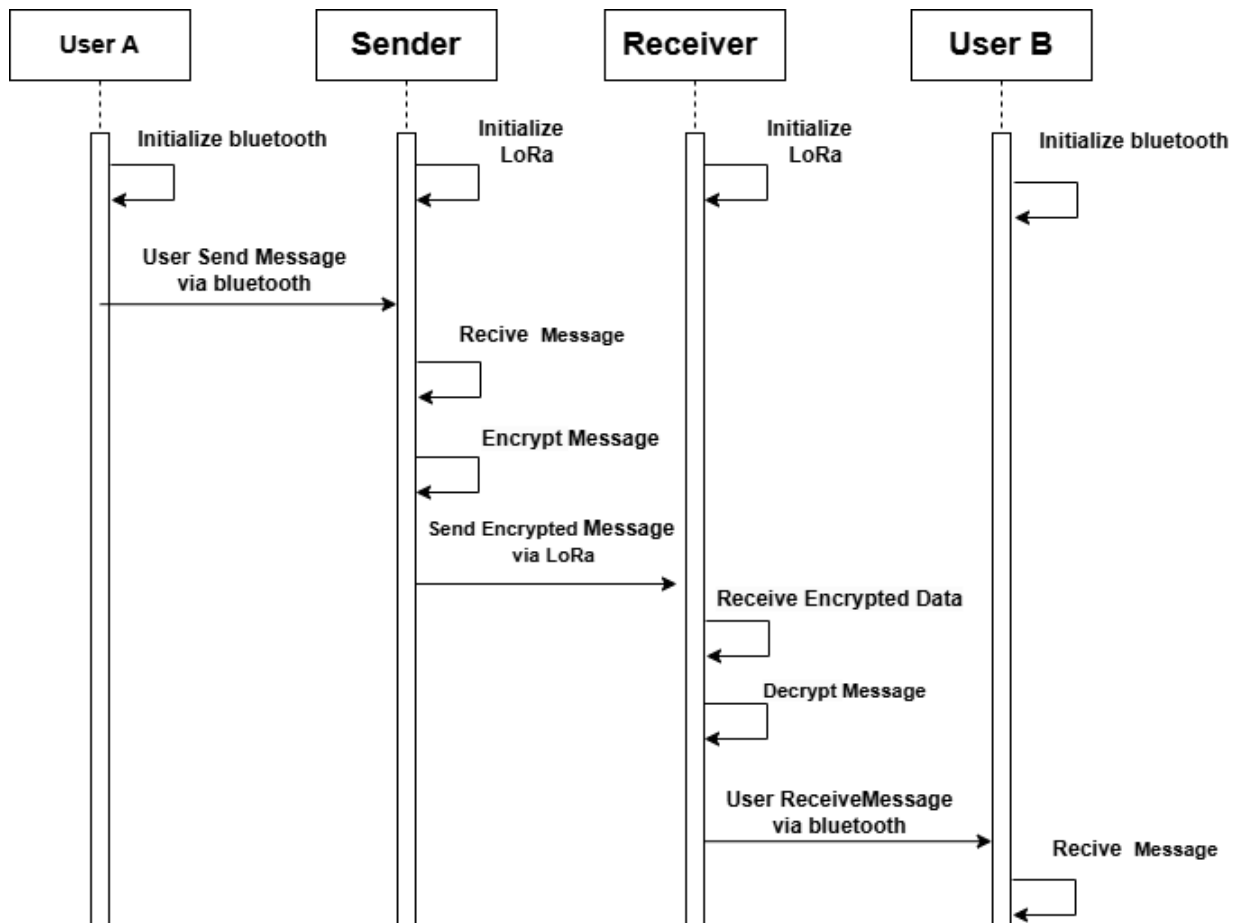 User A
Sender
Receiver
User B
Initialize bluetooth
Initialize
LoRa
Initialize
LoRa
Initialize bluetooth
User Send Message
via bluetooth
Recive Message
Encrypt Message
Send Encrypted Message
via LoRa
Receive Encrypted Data
Decrypt Message
User ReceiveMessage
via bluetooth
Recive Message